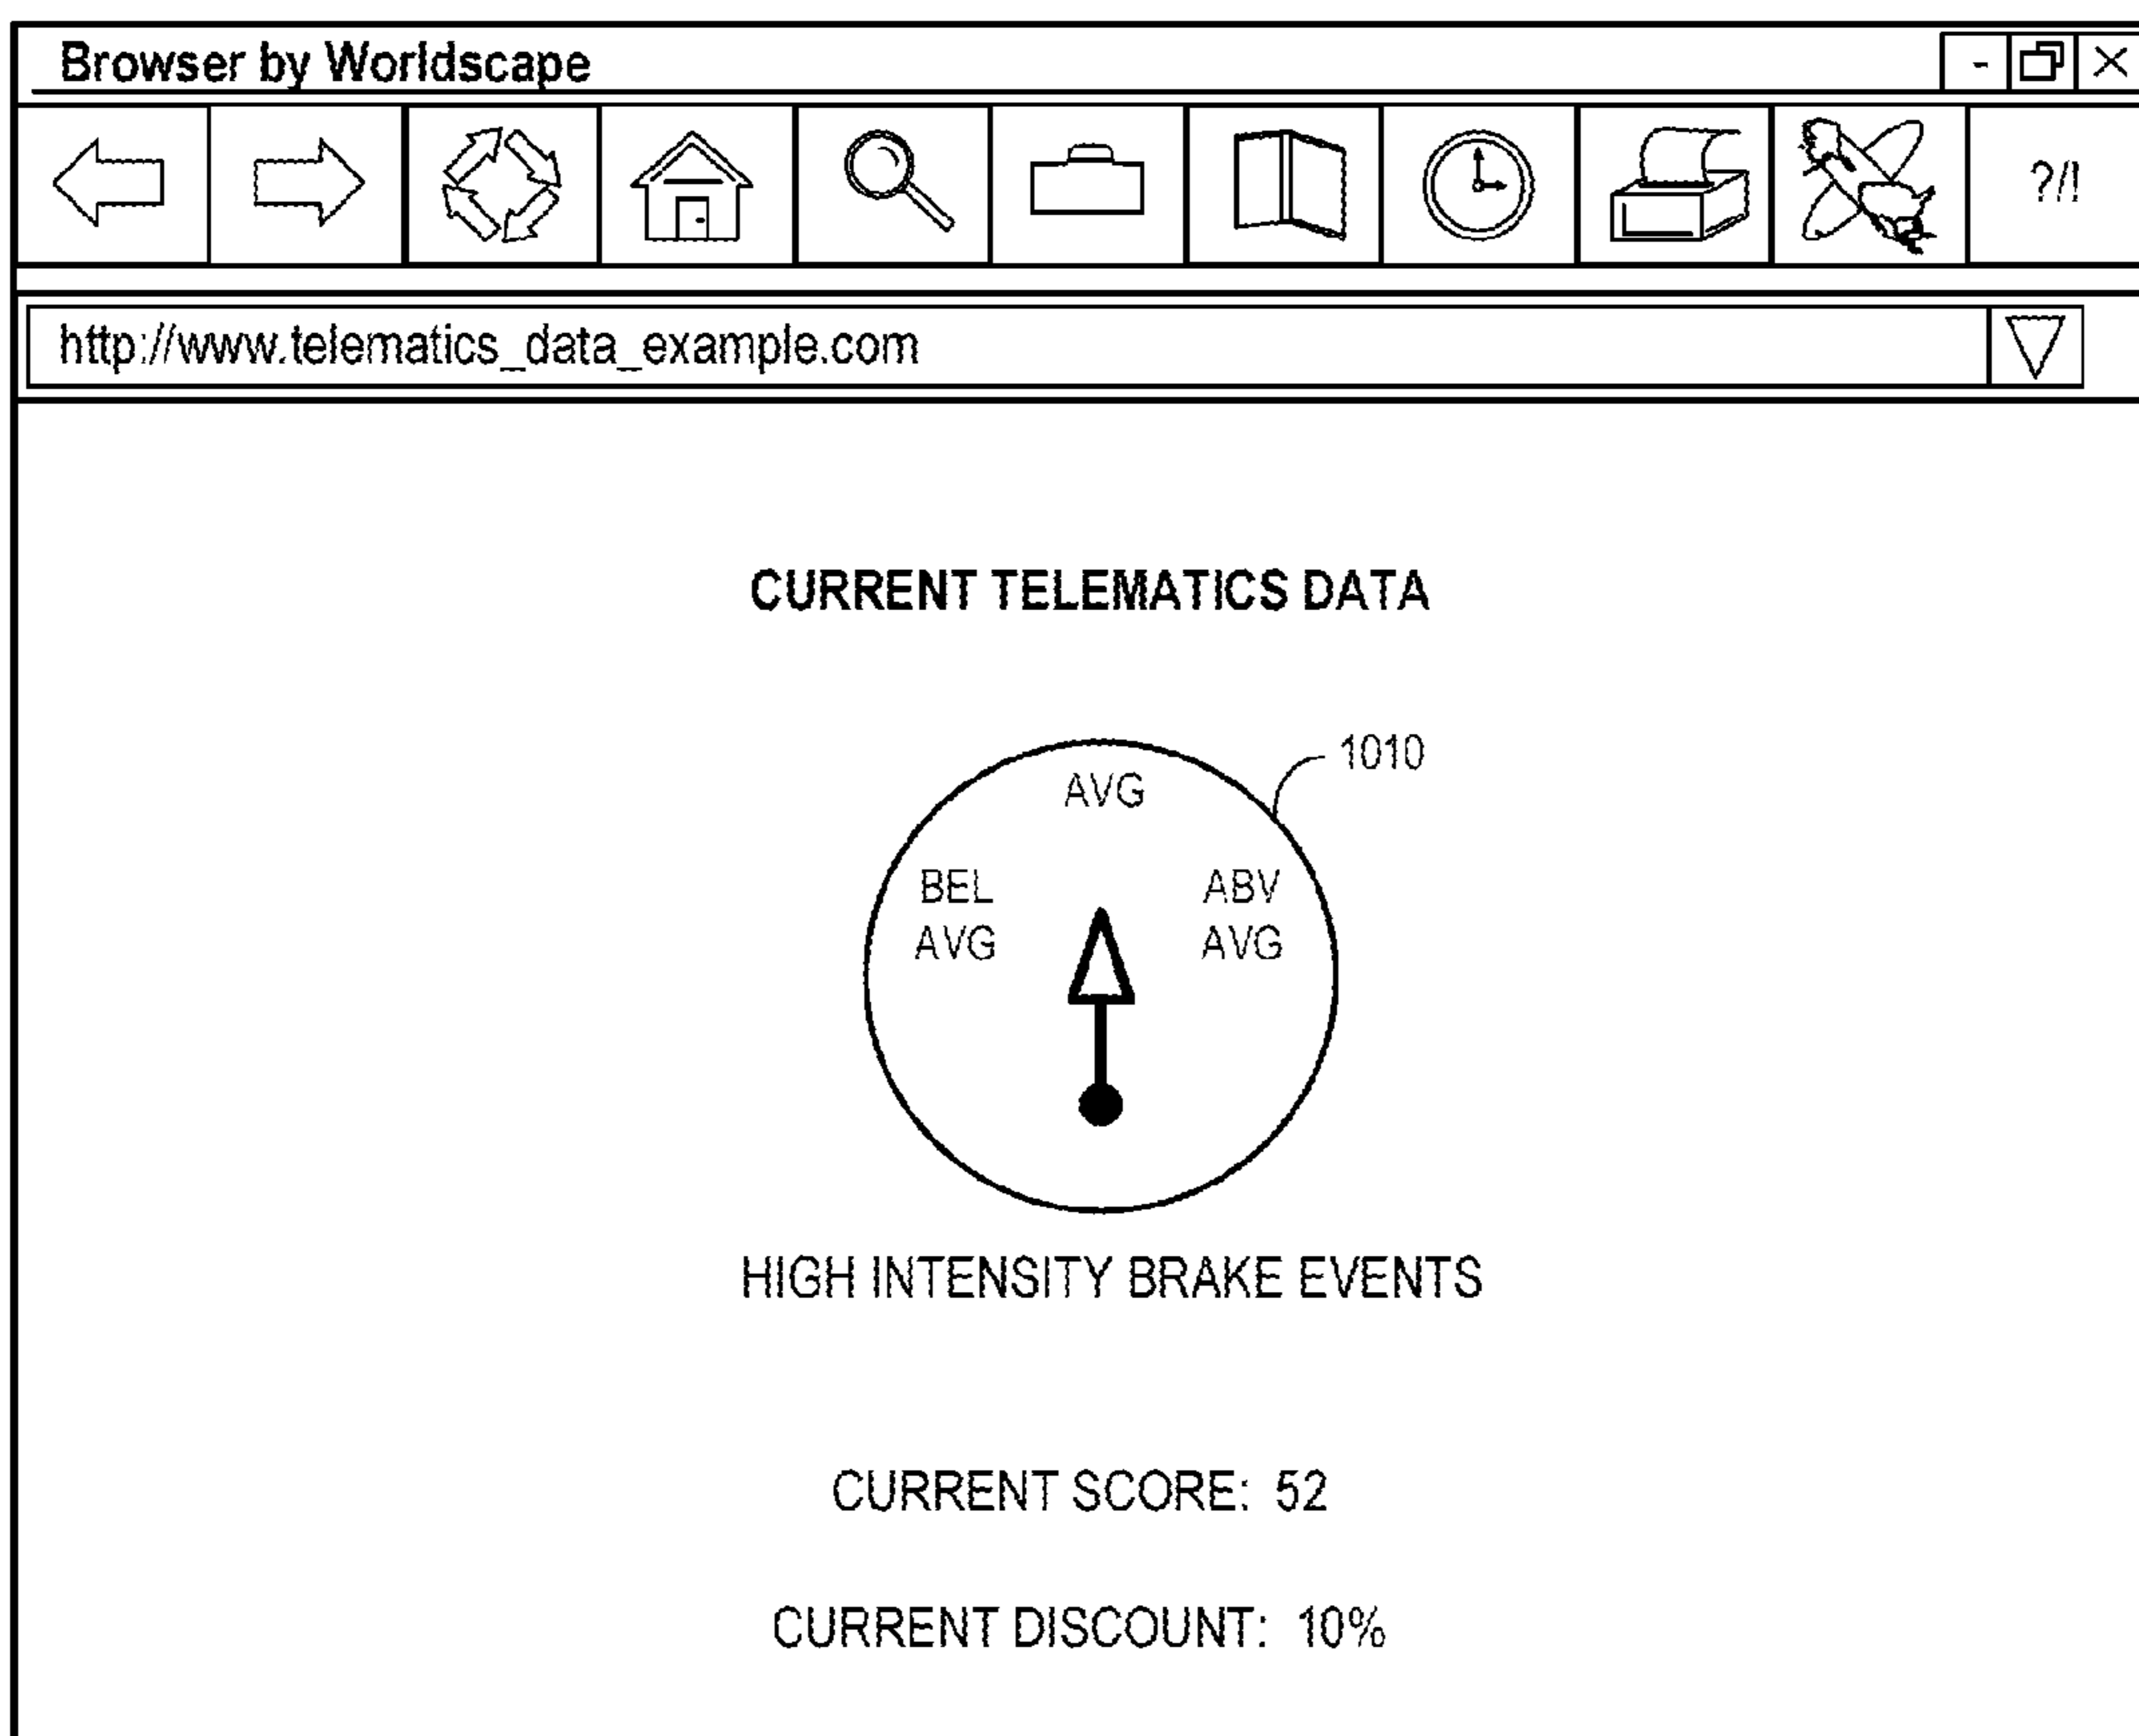 Browser by Worldscape
-
?/!
http://www.telematics_data_example.com
CURRENT TELEMATICS DATA
1010
AVG
BEL
AVG
ABV
AVG
HIGH INTENSITY BRAKE EVENTS
CURRENT SCORE: 52
CURRENT DISCOUNT: 10%